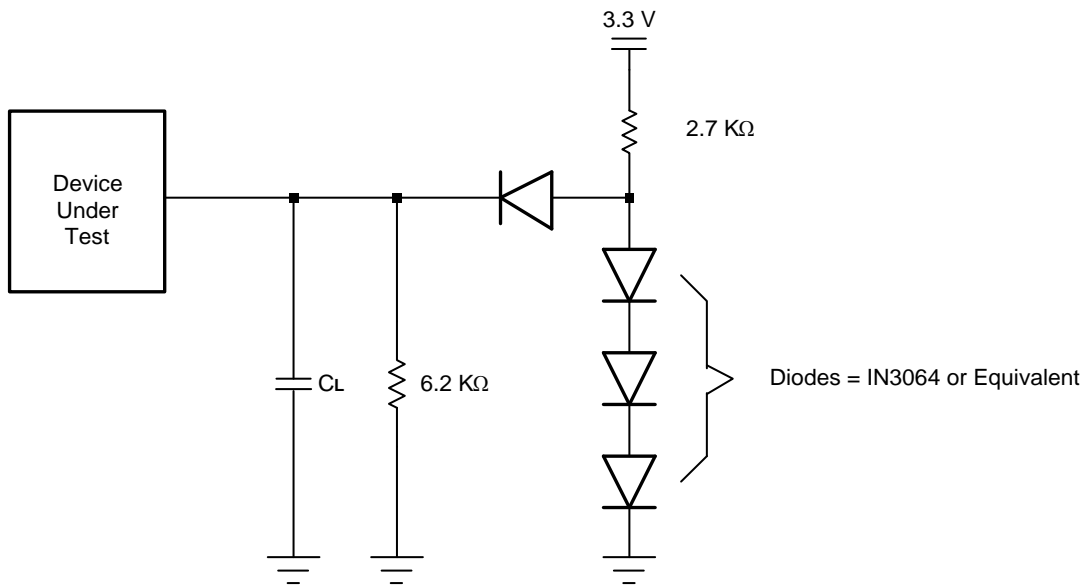 3.3 V
2.7 KΩ
Device
Under
Test
CL
6.2 KΩ
Diodes = IN3064 or Equivalent